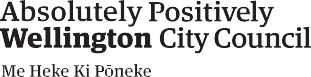 Absolutely Positively
Wellington City Council
Me Heke Ki Pōneke